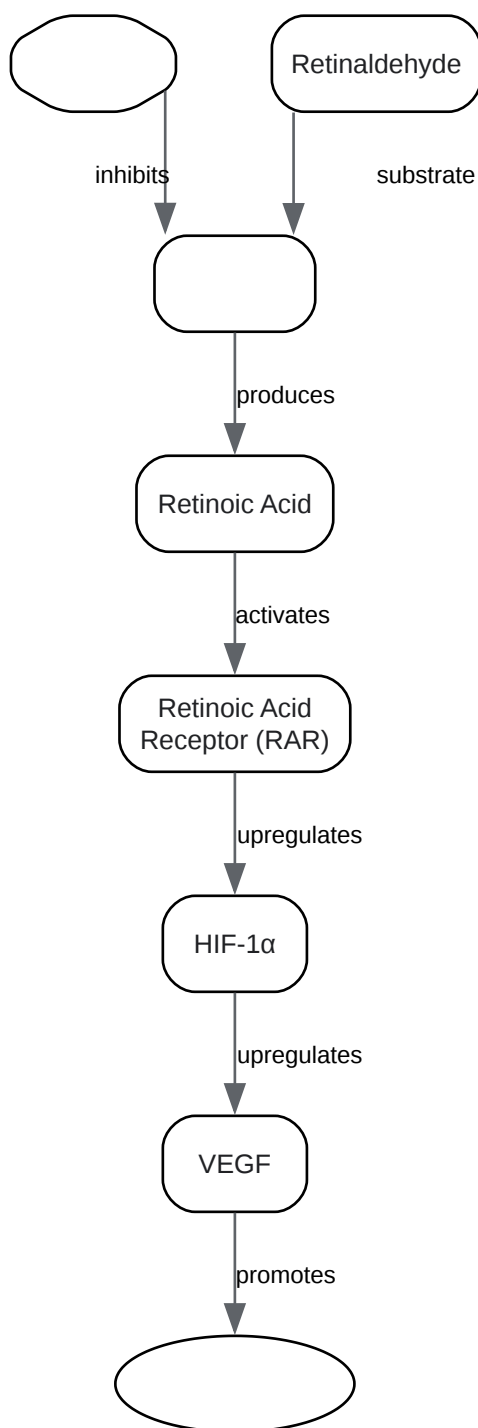 Retinaldehyde
inhibits
substrate
produces
Retinoic Acid
activates
Retinoic Acid
Receptor (RAR)
upregulates
HIF-1α
upregulates
VEGF
promotes